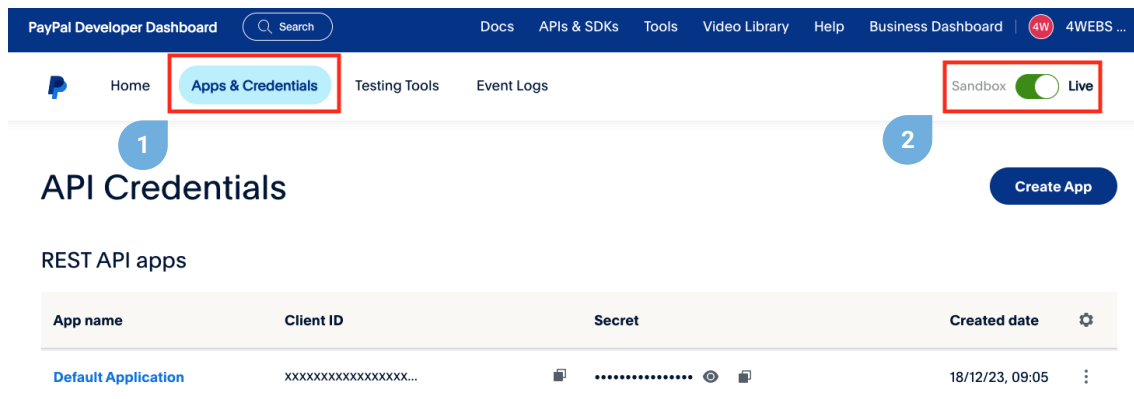 PayPal Developer Dashboard Search Docs APIs & SDKs Tools Video Library Help Business Dashboard | 4W 4WEBS ...
Home Apps & Credentials Testing Tools Event Logs Sandbox Live
1 2
API Credentials Create App
REST API apps
App name Client ID Secret Created date
Default Application xxxxxxxxxxxxxxxxx... •••••••••••••••• 18/12/23, 09:05